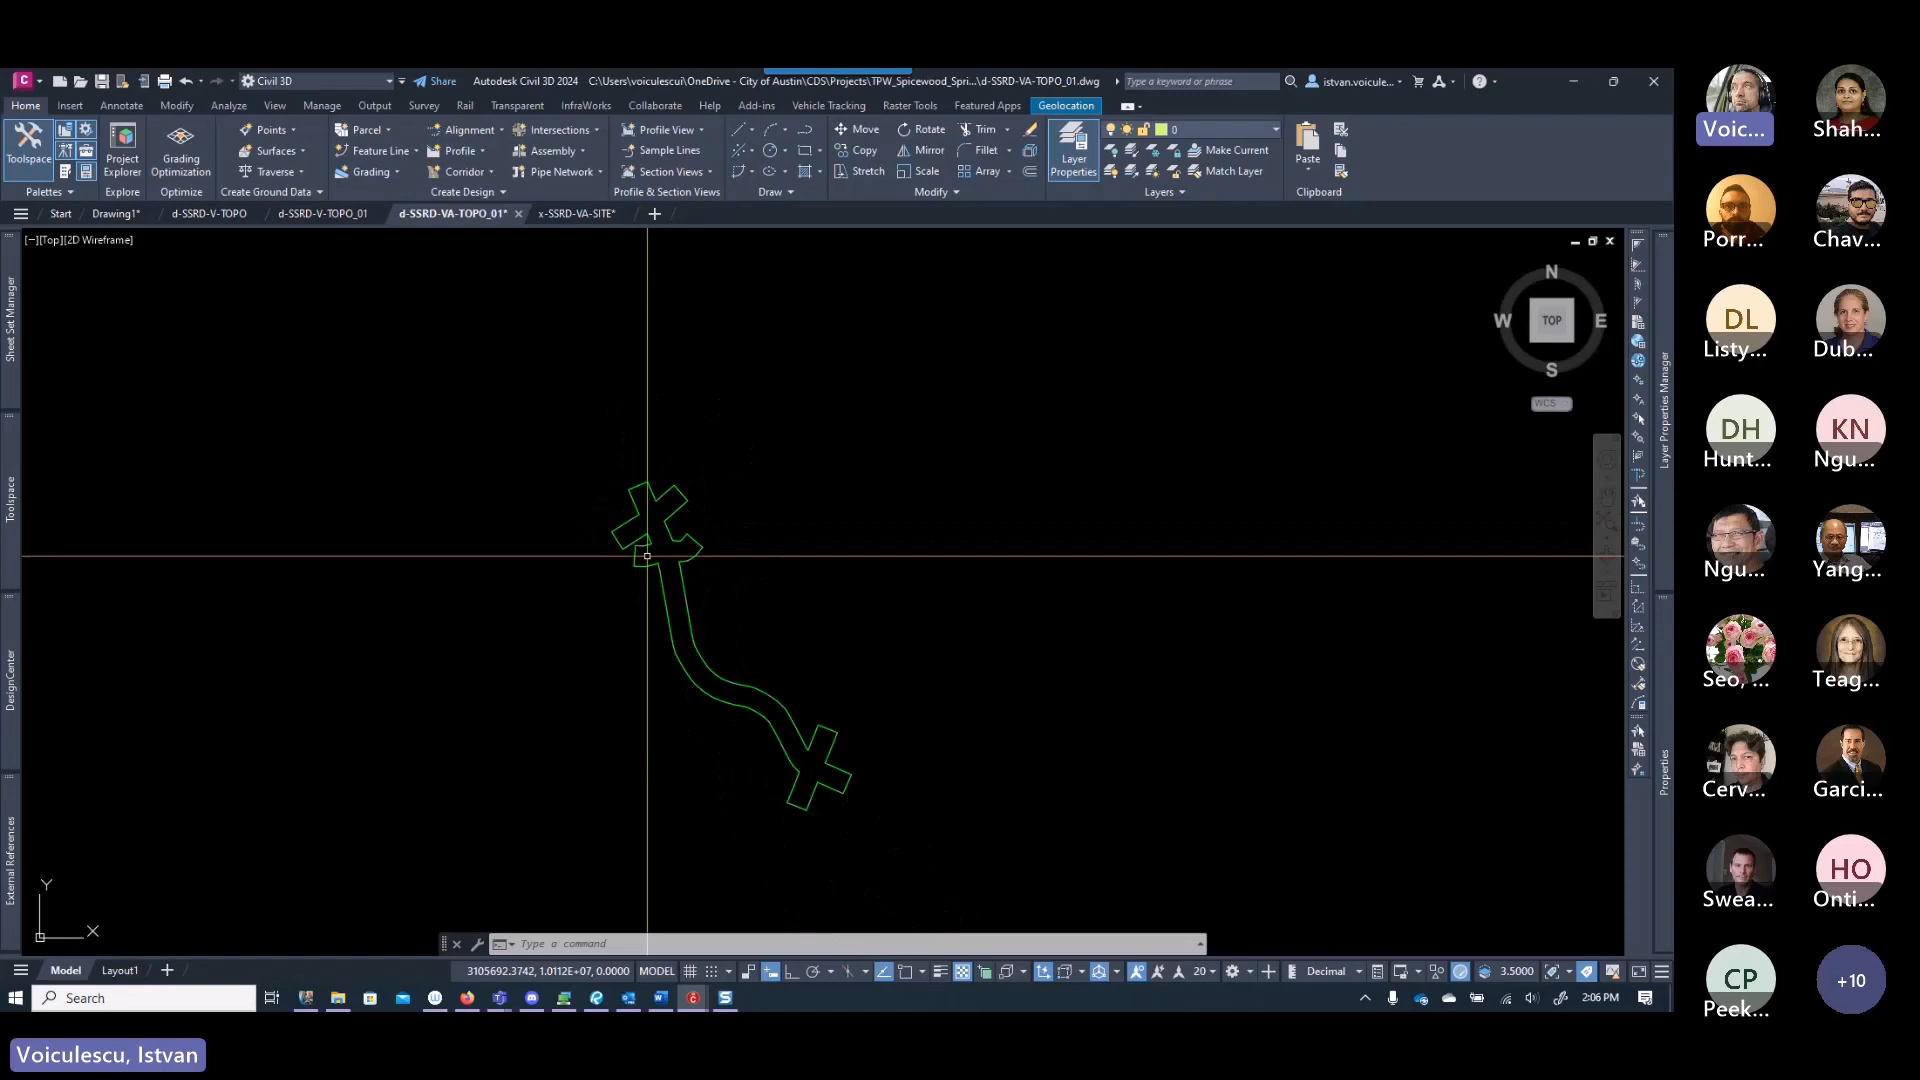 C
Civil 3D
Share
Autodesk Civil 3D 2024 C:\Users\voiculescui\OneDrive - City of Austin\CDS\Projects\TPW_Spicewood_Spri...\d-SSRD-VA-TOPO_01.dwg
Type a keyword or phrase
istvan.voicule...
Home Insert Annotate Modify Analyze View Manage Output Survey Rail Transparent InfraWorks Collaborate Help Add-ins Vehicle Tracking Raster Tools Featured Apps Geolocation
Toolspace
Palettes
Project
Explorer
Explore
Grading
Optimization
Optimize
Points
Surfaces
Traverse
Create Ground Data
Parcel
Feature Line
Grading
Alignment
Profile
Corridor
Intersections
Assembly
Pipe Network
Create Design
Profile View
Sample Lines
Section Views
Profile & Section Views
Draw
Move
Copy
Stretch
Rotate
Mirror
Scale
Trim
Fillet
Array
Modify
Layer
Properties
0
Make Current
Match Layer
Layers
Paste
Clipboard
Start Drawing1* d-SSRD-V-TOPO d-SSRD-V-TOPO_01 d-SSRD-VA-TOPO_01* x-SSRD-VA-SITE*
[−][Top][2D Wireframe]
N
W TOP E
S
WCS
Sheet Set Manager
Toolspace
DesignCenter
External References
Layer Properties Manager
Properties
Y
X
Type a command
Model Layout1
3105692.3742, 1.0112E+07, 0.0000 MODEL
20
Decimal
3.5000
Search
2:06 PM
Voiculescu, Istvan
Voic...
Shah...
Porr...
Chav...
DL
Listy...
Dub...
DH
Hunt...
KN
Ngu...
Ngu...
Yang...
Seo, ...
Teag...
Cerv...
Garci...
Swea...
HO
Onti...
CP
Peek...
+10